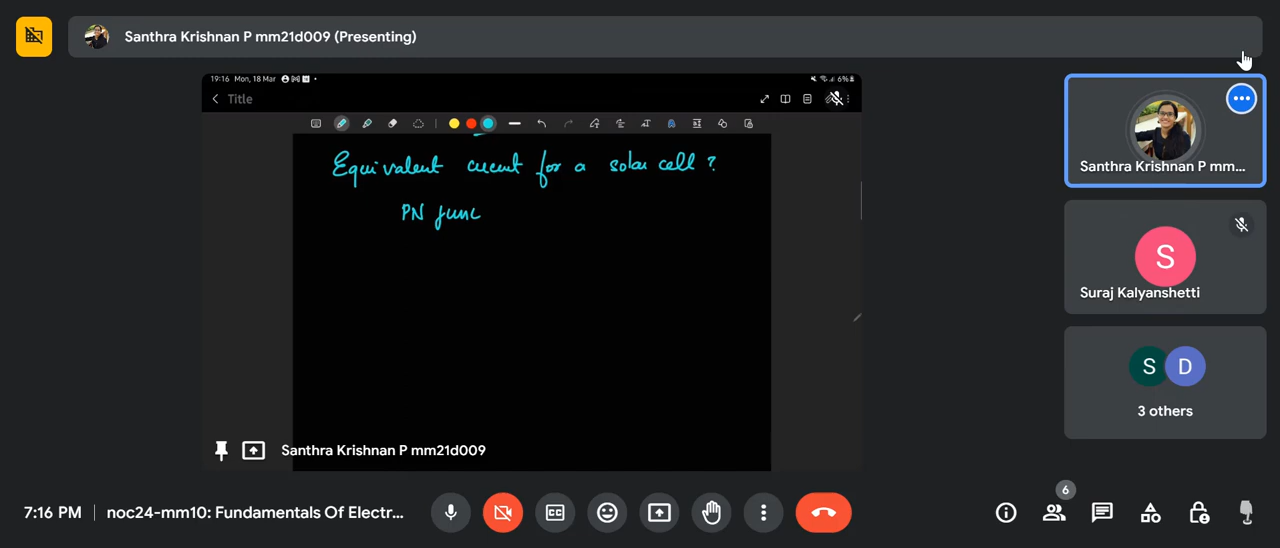 Santhra Krishnan P mm21d009 (Presenting)
19:16 Mon, 18 Mar
6%
Title
Equivalent circuit for a solar cell ?
PN junc
Santhra Krishnan P mm21d009
Santhra Krishnan P mm...
S
Suraj Kalyanshetti
S D
3 others
7:16 PM | noc24-mm10: Fundamentals Of Electr...
6